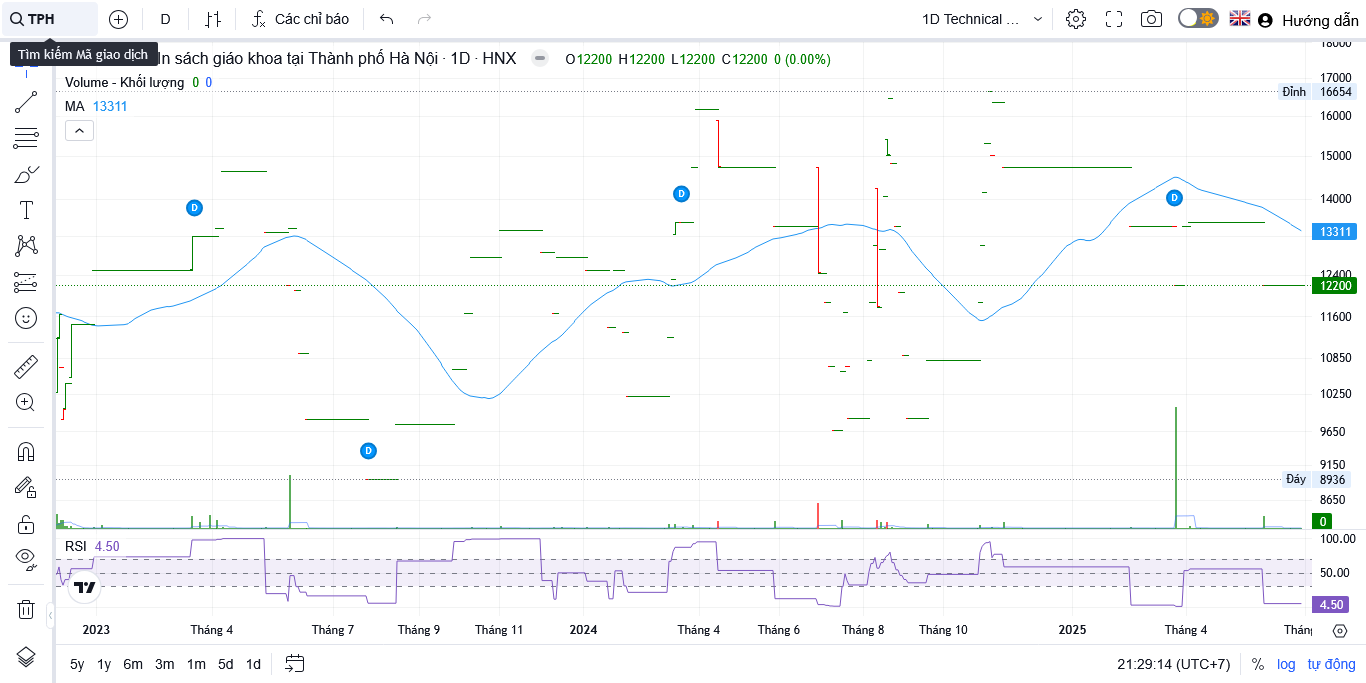 TPH
D
Các chỉ báo
1D Technical ...
Hướng dẫn
Tìm kiếm Mã giao dịch
In sách giáo khoa tại Thành phố Hà Nội · 1D · HNX
O12200 H12200 L12200 C12200 0 (0.00%)
Volume - Khối lượng 0 0
MA 13311
18000
17000
Đỉnh 16654
16000
15000
14000
13311
12400
12200
11600
10850
10250
9650
9150
Đáy 8936
8650
0
D
D
D
D
RSI 4.50
100.00
50.00
4.50
2023 Tháng 4 Tháng 7 Tháng 9 Tháng 11 2024 Tháng 4 Tháng 6 Tháng 8 Tháng 10 2025 Tháng 4
5y 1y 6m 3m 1m 5d 1d
21:29:14 (UTC+7) % log tự động